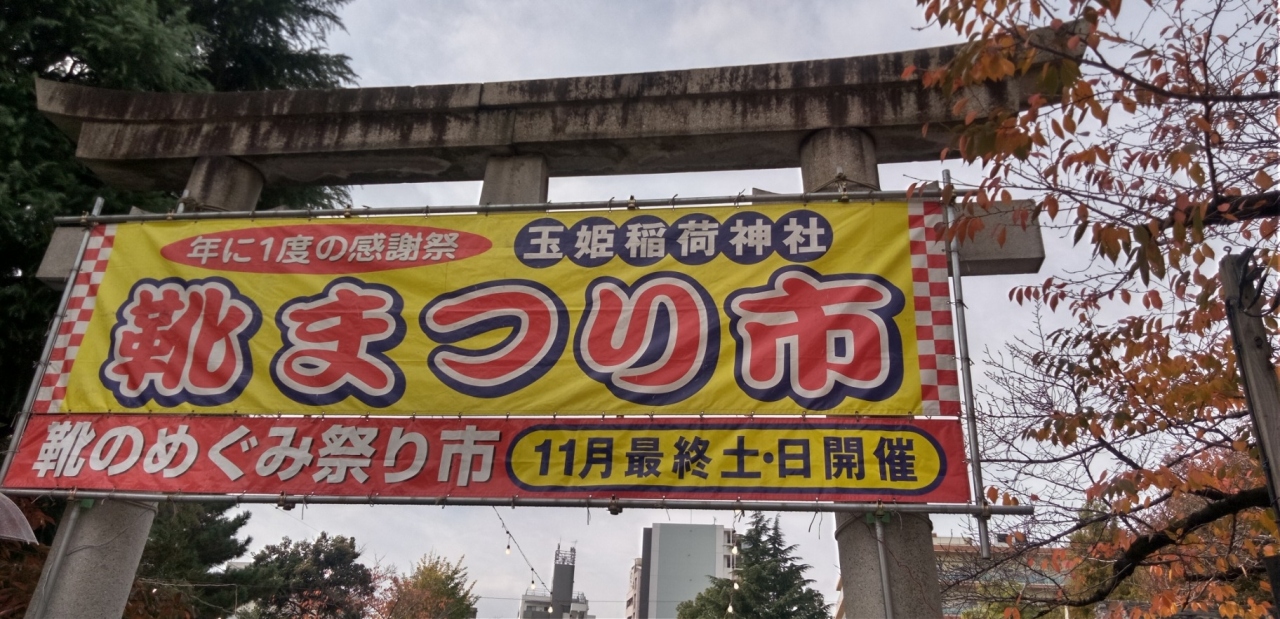 年に1度の感謝祭
玉姫稲荷神社
靴まつり市
靴のめぐみ祭り市
11月最終土・日開催